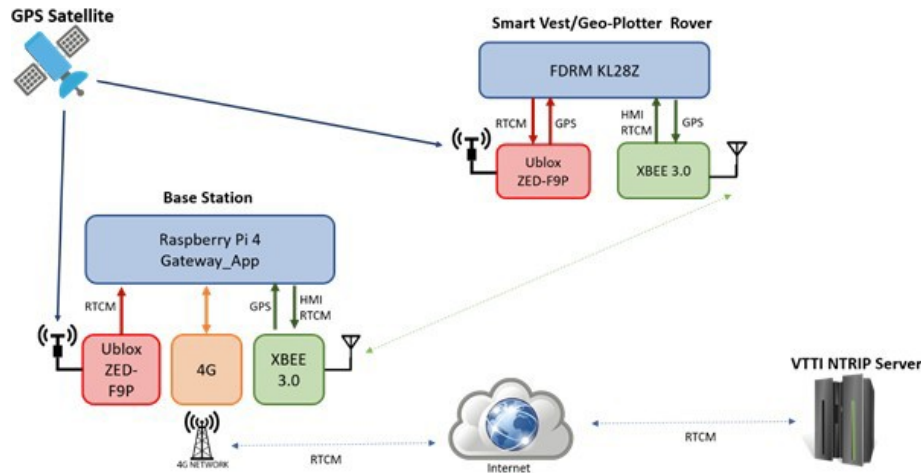 GPS Satellite
Smart Vest/Geo-Plotter Rover
FDRM KL28Z
RTCM
GPS
HMI
RTCM
GPS
Ublox
ZED-F9P
XBEE 3.0
Base Station
Raspberry Pi 4
Gateway_App
RTCM
GPS
HMI
RTCM
Ublox
ZED-
F9P
4G
XBEE
3.0
VTTI NTRIP Server
4G NETWORK
RTCM
Internet
RTCM